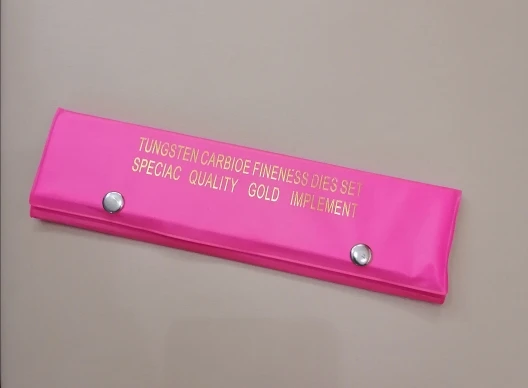 TUNGSTEN CARBIOE FINENESS DIES SET
SPECIAC QUALITY GOLD IMPLEMENT